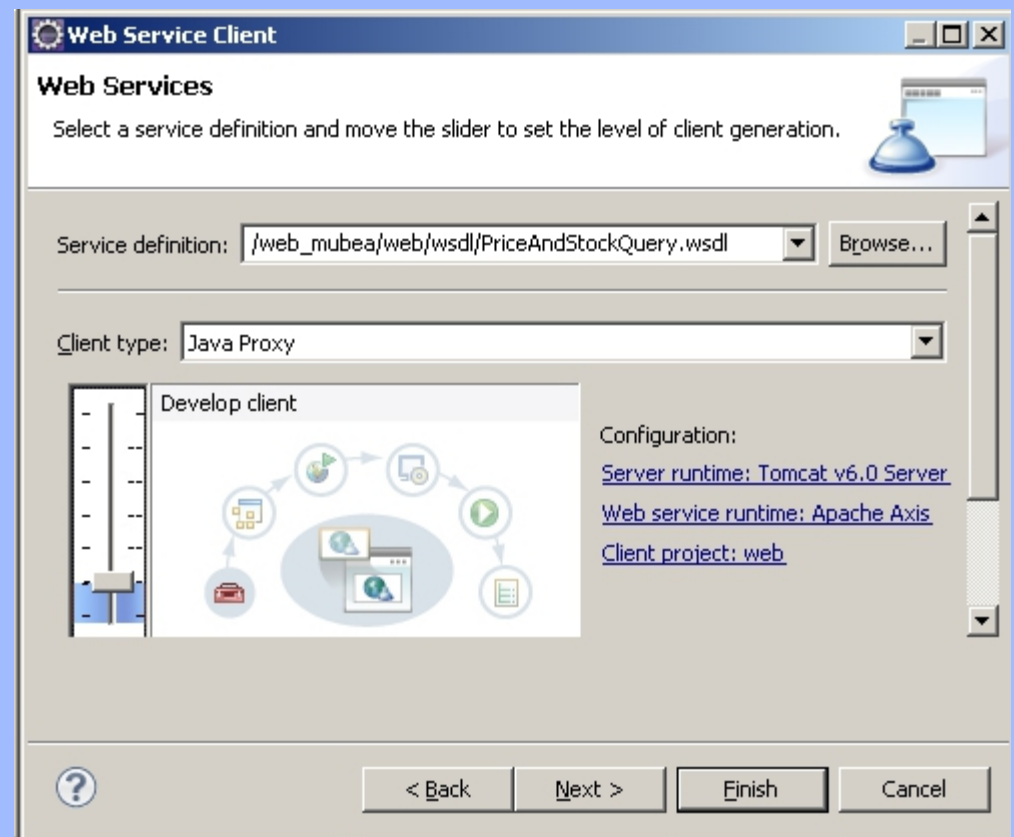 Web Service Client
Web Services
Select a service definition and move the slider to set the level of client generation.
Service definition: /web_mubea/web/wsdl/PriceAndStockQuery.wsdl Browse...
Client type: Java Proxy
Develop client
Configuration:
Server runtime: Tomcat v6.0 Server
Web service runtime: Apache Axis
Client project: web
? < Back Next > Finish Cancel